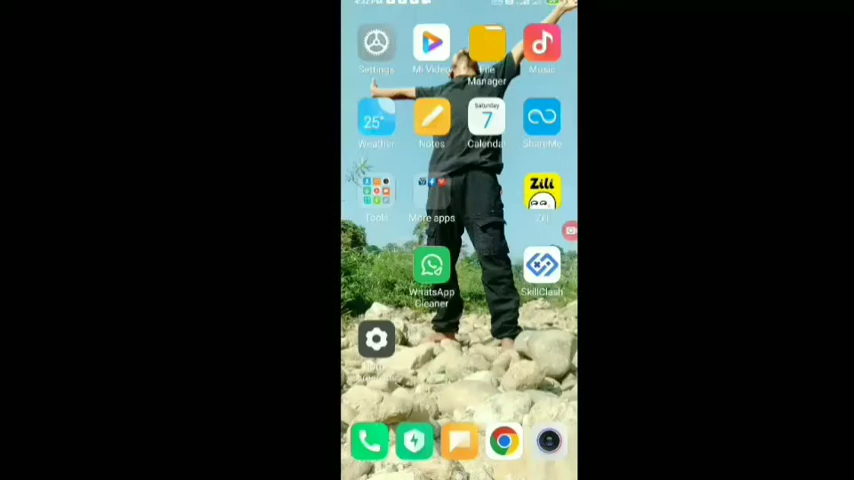 Settings
Mi Video
File Manager
Music
25°
Weather
Notes
Saturday
7
Calendar
ShareMe
Tools
More apps
Zili
Zili
WhatsApp Cleaner
SkillClash